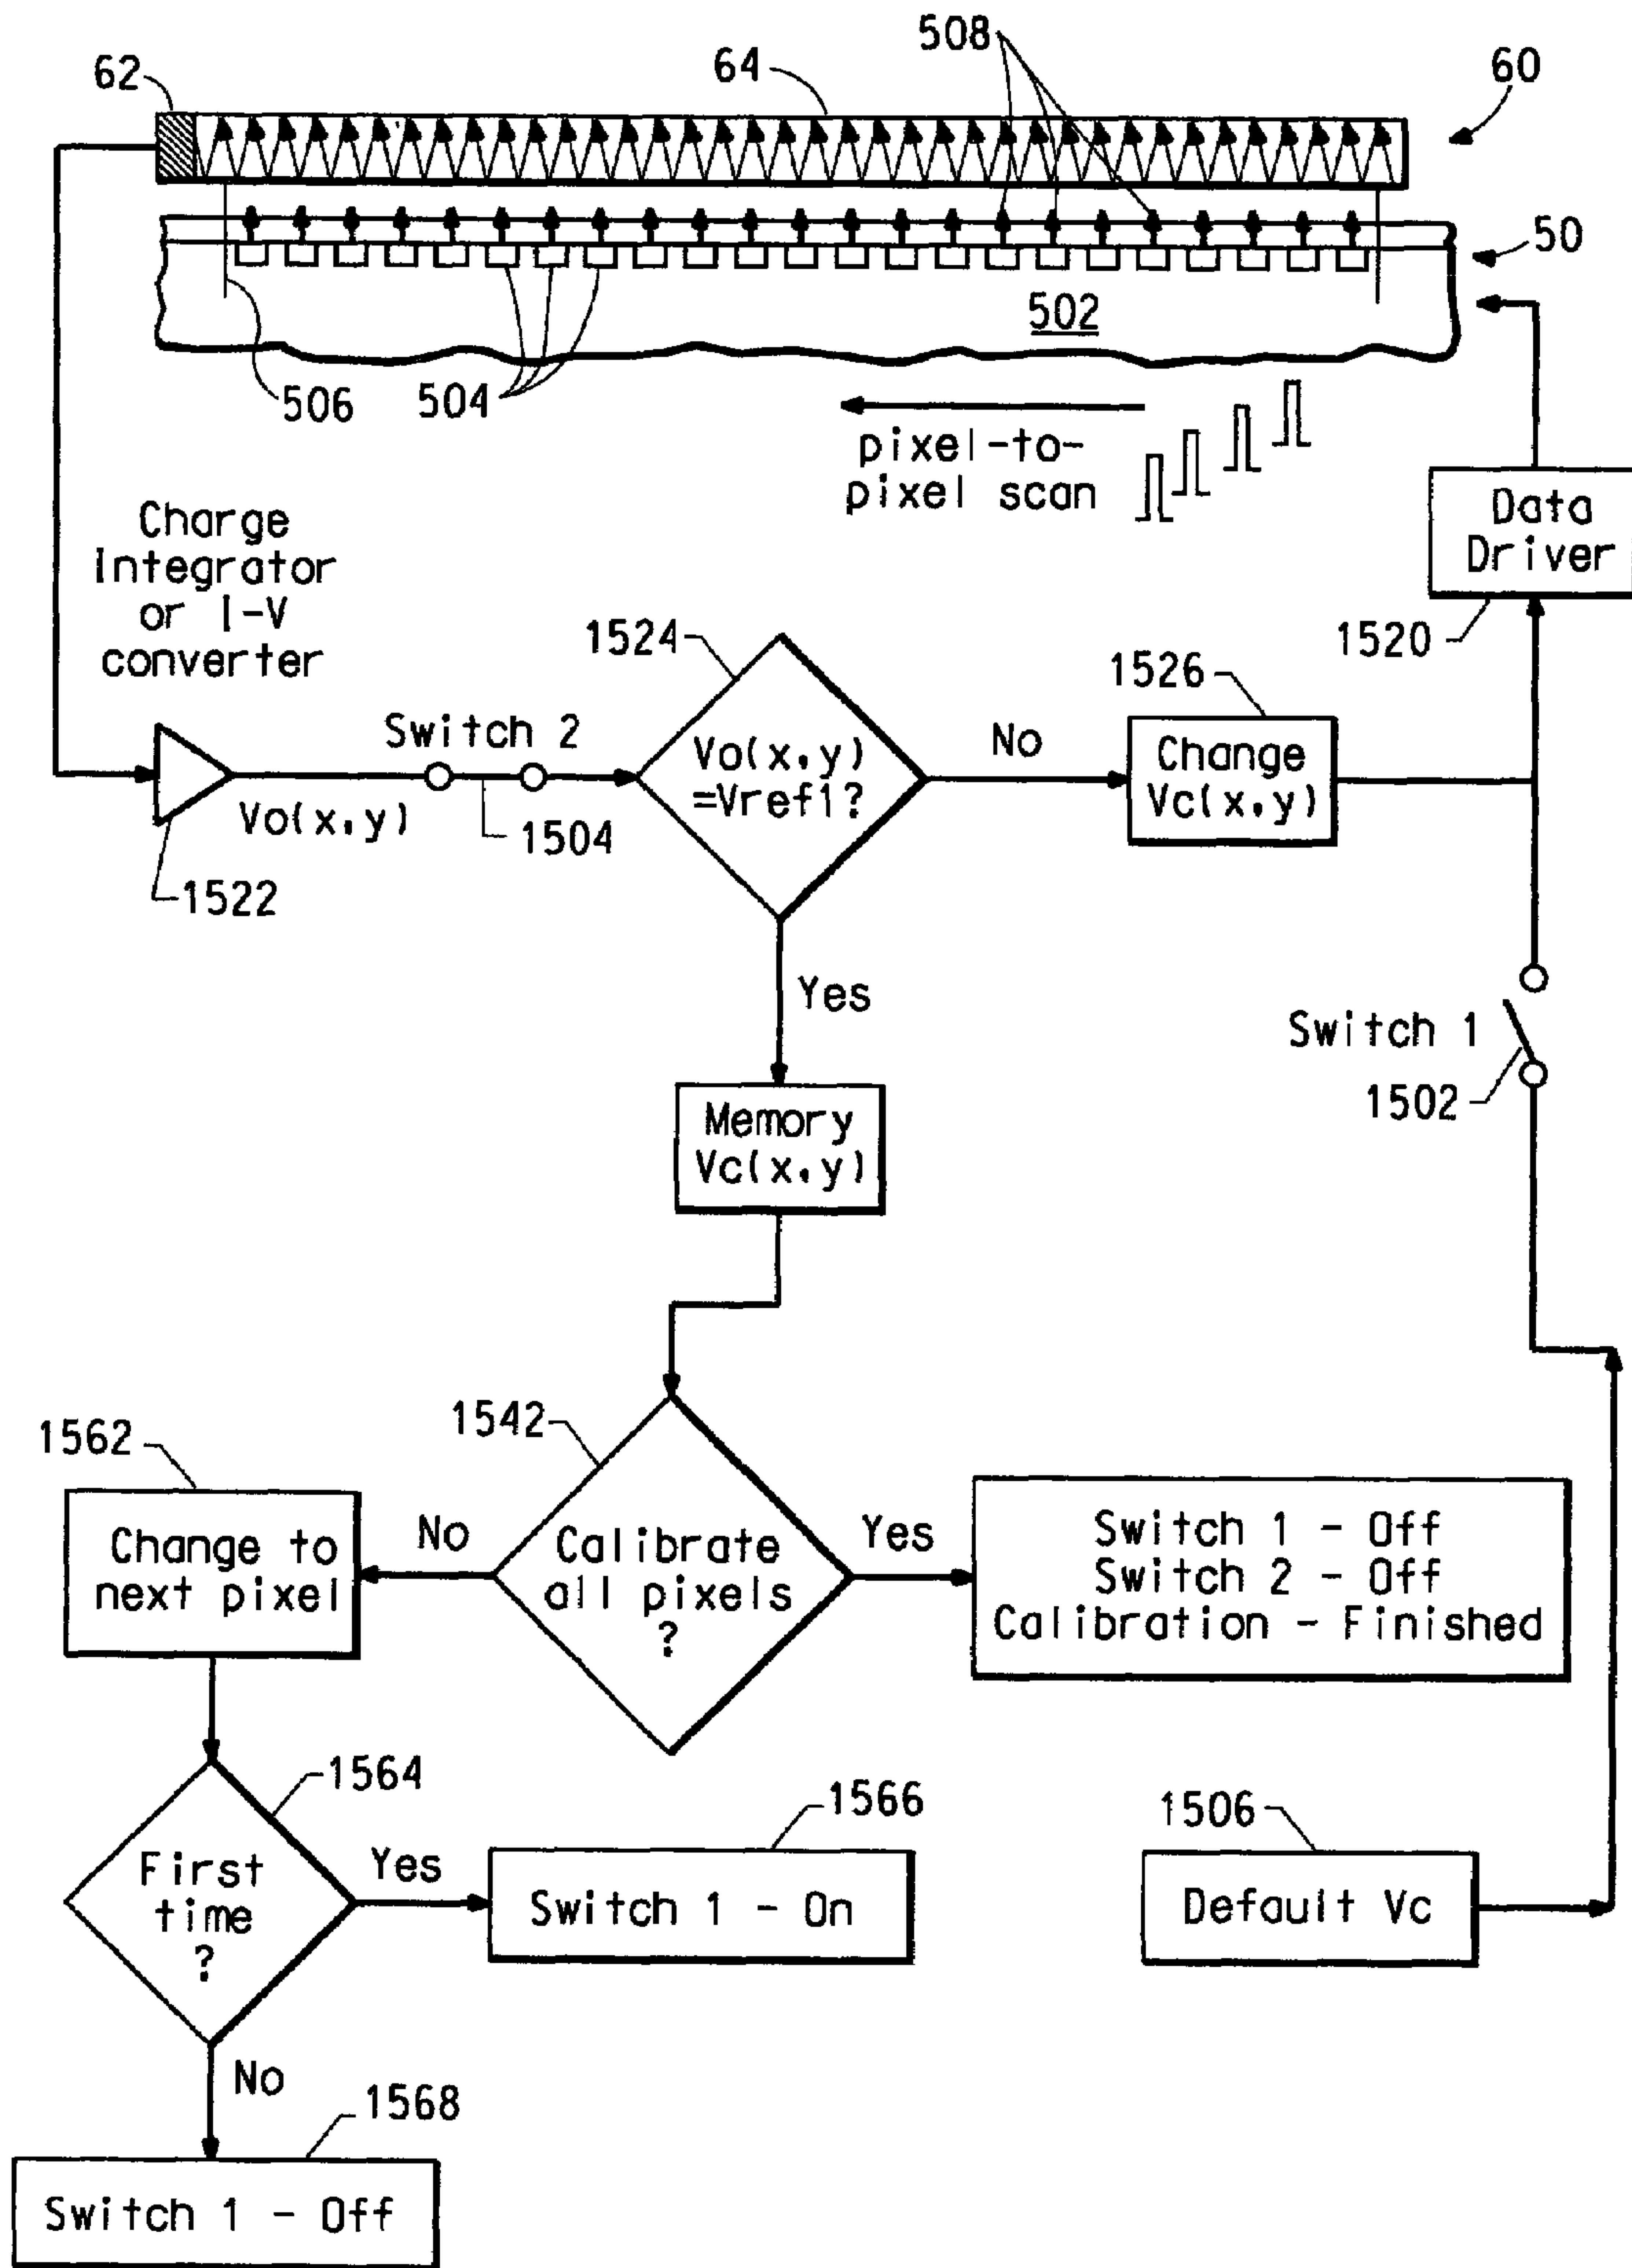 508
62
64
60
50
502
506
504
pixel-to-
pixel scan
Data
Driver
1520
Charge
Integrator
or I-V
converter
1524
1526
Switch 2
Vo(x,y)
=Vref1?
No
Change
Vc(x,y)
Vo(x,y)
1504
1522
Yes
Switch 1
1502
Memory
Vc(x,y)
1542
1562
Change to
next pixel
No
Calibrate
all pixels
?
Yes
Switch 1 - Off
Switch 2 - Off
Calibration - Finished
1564
1566
1506
First
time
?
Yes
Switch 1 - On
Default Vc
No
1568
Switch 1 - Off